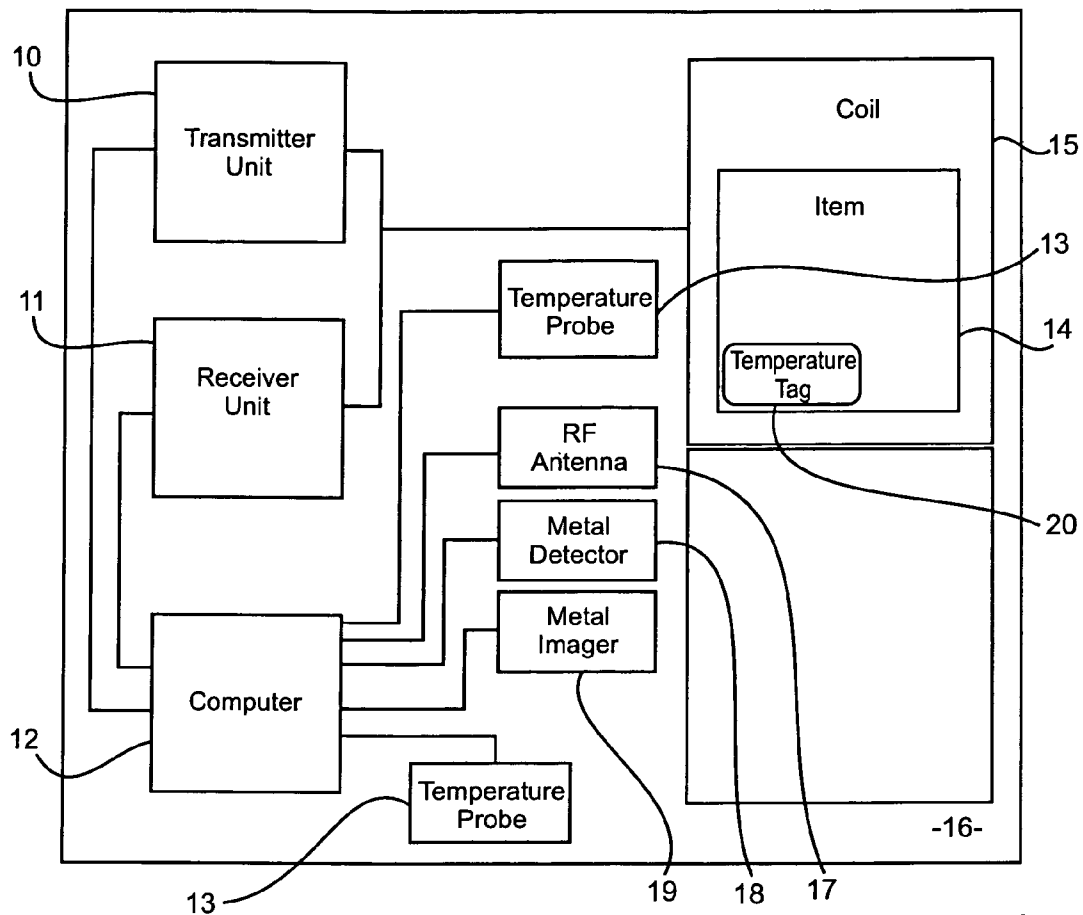 10
Transmitter
Unit
Coil
15
Item
13
11
Temperature
Probe
14
Receiver
Unit
Temperature
Tag
RF
Antenna
20
Metal
Detector
Metal
Imager
Computer
12
Temperature
Probe
-16-
13
19
18
17